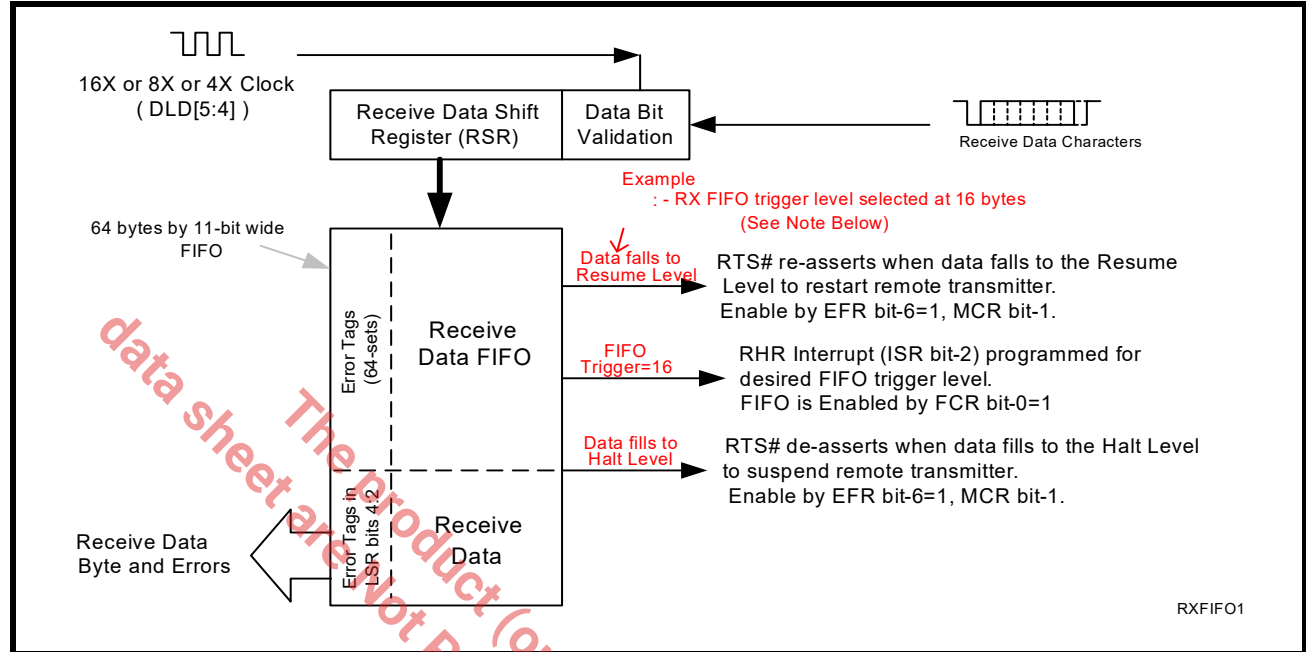 16X or 8X or 4X Clock
( DLD[5:4] )
Receive Data Shift
Register (RSR)
Data Bit
Validation
Receive Data Characters
Example
: - RX FIFO trigger level selected at 16 bytes
(See Note Below)
64 bytes by 11-bit wide
FIFO
Error Tags
(64-sets)
Receive
Data FIFO
Data falls to
Resume Level
RTS# re-asserts when data falls to the Resume
Level to restart remote transmitter.
Enable by EFR bit-6=1, MCR bit-1.
FIFO
Trigger=16
RHR Interrupt (ISR bit-2) programmed for
desired FIFO trigger level.
FIFO is Enabled by FCR bit-0=1
Data fills to
Halt Level
RTS# de-asserts when data fills to the Halt Level
to suspend remote transmitter.
Enable by EFR bit-6=1, MCR bit-1.
Error Tags in
LSR bits 4:2
Receive
Data
Receive Data
Byte and Errors
RXFIFO1
The product (o
data sheet are Not